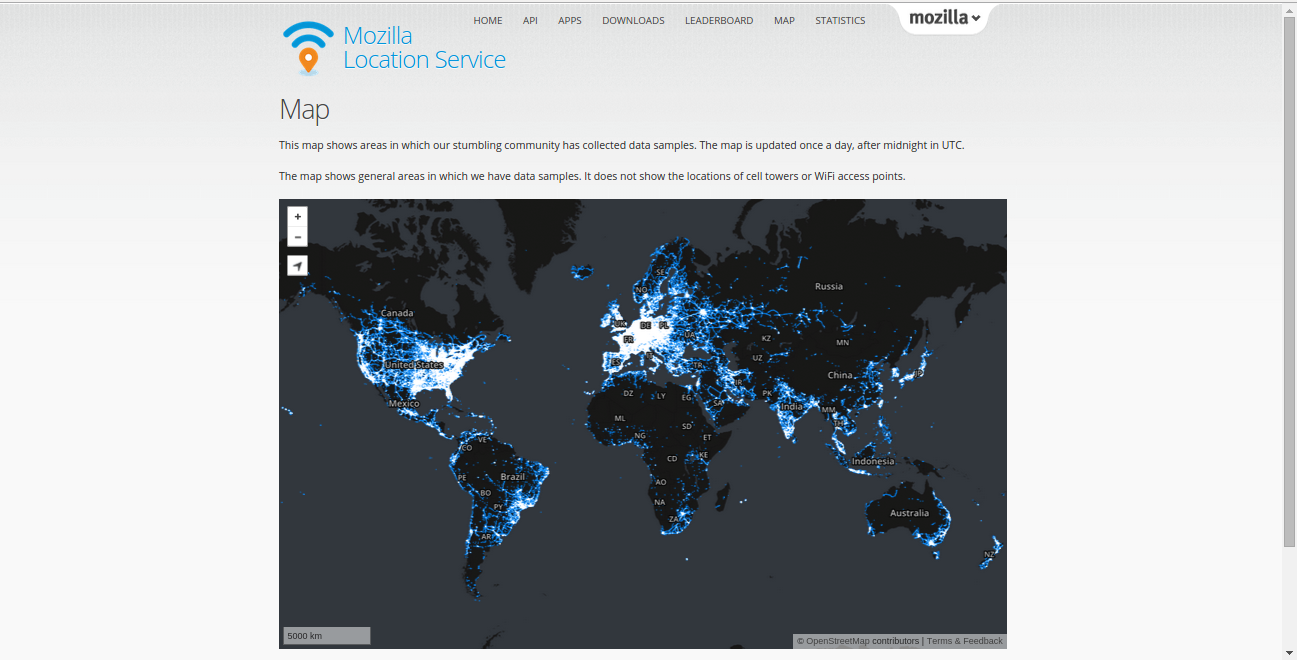 HOME API APPS DOWNLOADS LEADERBOARD MAP STATISTICS mozilla
Mozilla
Location Service
Map
This map shows areas in which our stumbling community has collected data samples. The map is updated once a day, after midnight in UTC.
The map shows general areas in which we have data samples. It does not show the locations of cell towers or WiFi access points.
+
−
SE
NO
Russia
Canada
UK DE PL
UA
FR
KZ
MN
UZ
ES
United States
TR
China
JP
IR
DZ LY EG
PK
Mexico
SA
India
MM
ML
TH
SD
NG
ET
VE
CO
KE
CD
Indonesia
PE
Brazil
AO
BO
NA
PY
Australia
ZA
AR
NZ
5000 km
© OpenStreetMap contributors | Terms & Feedback